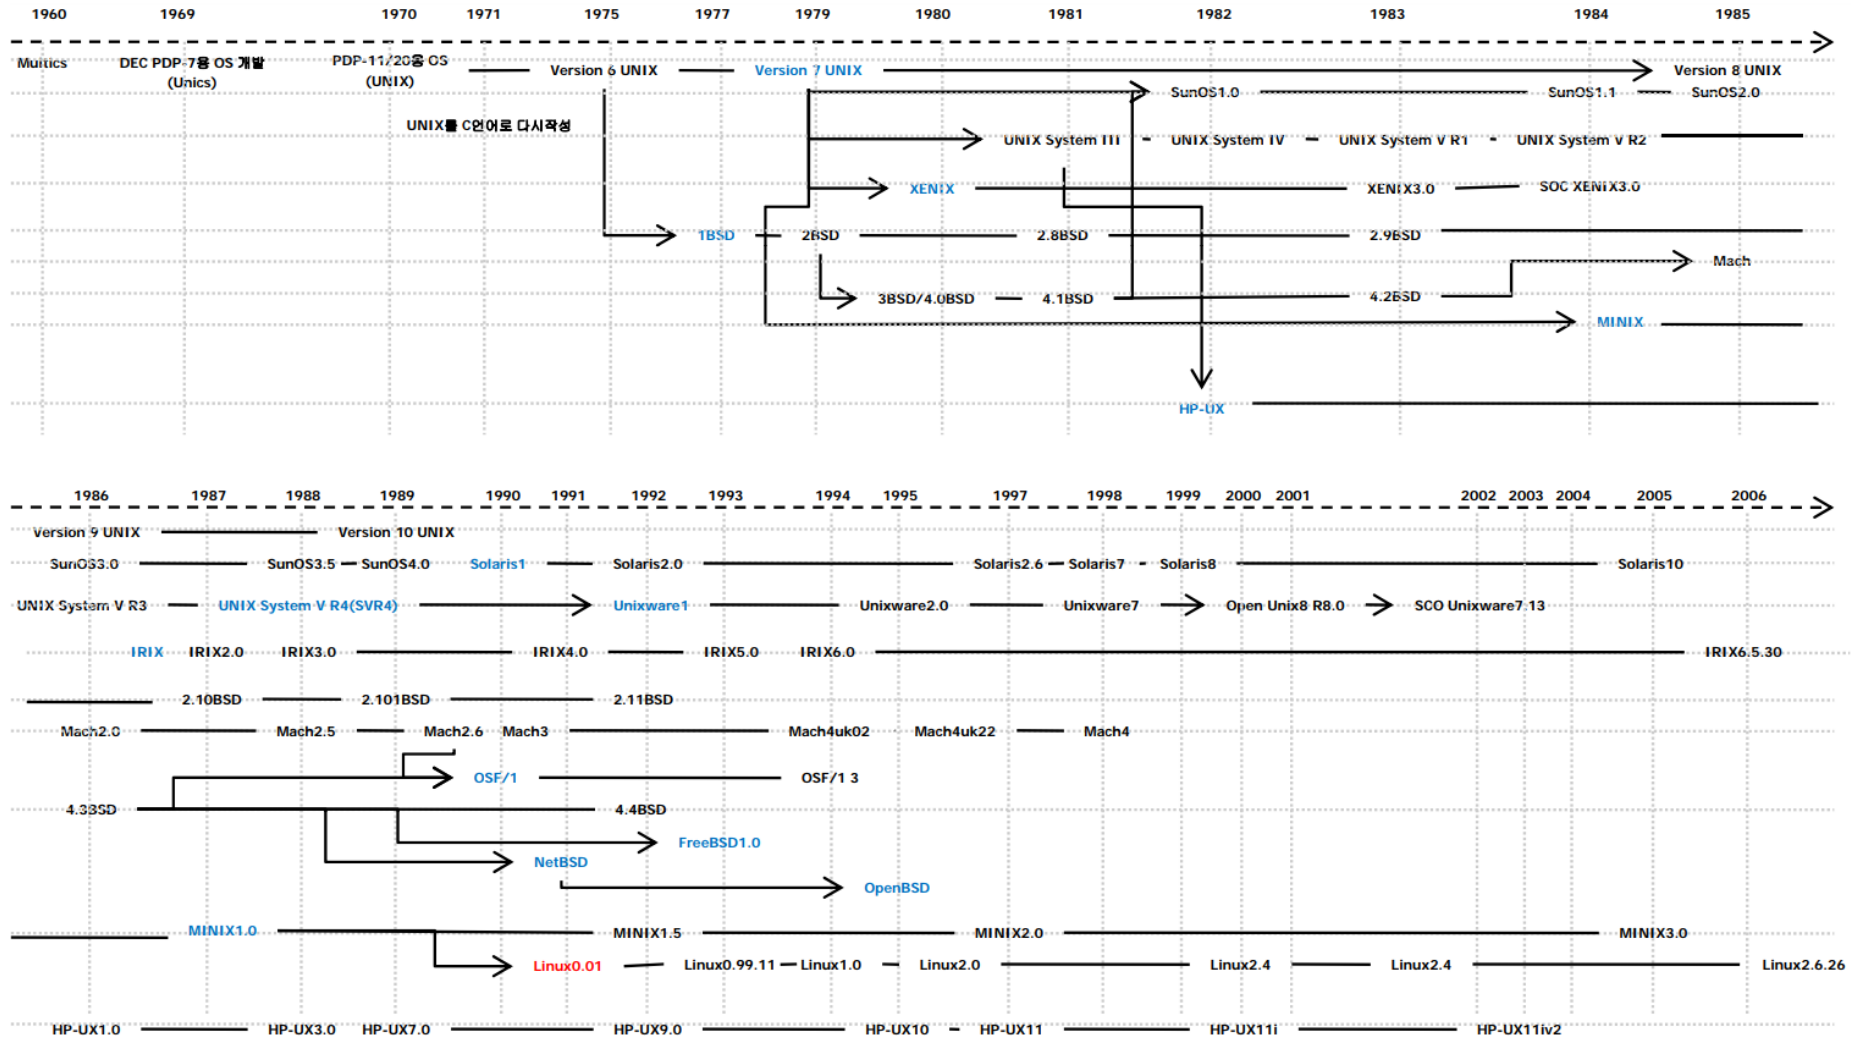 1960 1969 1970 1971 1975 1977 1979 1980 1981 1982 1983 1984 1985
Multics
DEC PDP-7용 OS 개발
(Unics)
PDP-11/20용 OS
(UNIX)
Version 6 UNIX
Version 7 UNIX
Version 8 UNIX
SunOS1.0
SunOS1.1
SunOS2.0
UNIX를 C언어로 다시작성
UNIX System III
UNIX System IV
UNIX System V R1
UNIX System V R2
XENIX
XENIX3.0
SOC XENIX3.0
1BSD
2BSD
2.8BSD
2.9BSD
Mach
3BSD/4.0BSD
4.1BSD
4.2BSD
MINIX
HP-UX
1986 1987 1988 1989 1990 1991 1992 1993 1994 1995 1997 1998 1999 2000 2001 2002 2003 2004 2005 2006
Version 9 UNIX
Version 10 UNIX
SunOS3.0
SunOS3.5
SunOS4.0
Solaris1
Solaris2.0
Solaris2.6
Solaris7
Solaris8
Solaris10
UNIX System V R3
UNIX System V R4(SVR4)
Unixware1
Unixware2.0
Unixware7
Open Unix8 R8.0
SCO Unixware7.13
IRIX
IRIX2.0
IRIX3.0
IRIX4.0
IRIX5.0
IRIX6.0
IRIX6.5.30
2.10BSD
2.101BSD
2.11BSD
Mach2.0
Mach2.5
Mach2.6
Mach3
Mach4uk02
Mach4uk22
Mach4
OSF/1
OSF/1 3
4.3BSD
4.4BSD
FreeBSD1.0
NetBSD
OpenBSD
MINIX1.0
MINIX1.5
MINIX2.0
MINIX3.0
Linux0.01
Linux0.99.11
Linux1.0
Linux2.0
Linux2.4
Linux2.4
Linux2.6.26
HP-UX1.0
HP-UX3.0
HP-UX7.0
HP-UX9.0
HP-UX10
HP-UX11
HP-UX11i
HP-UX11iv2